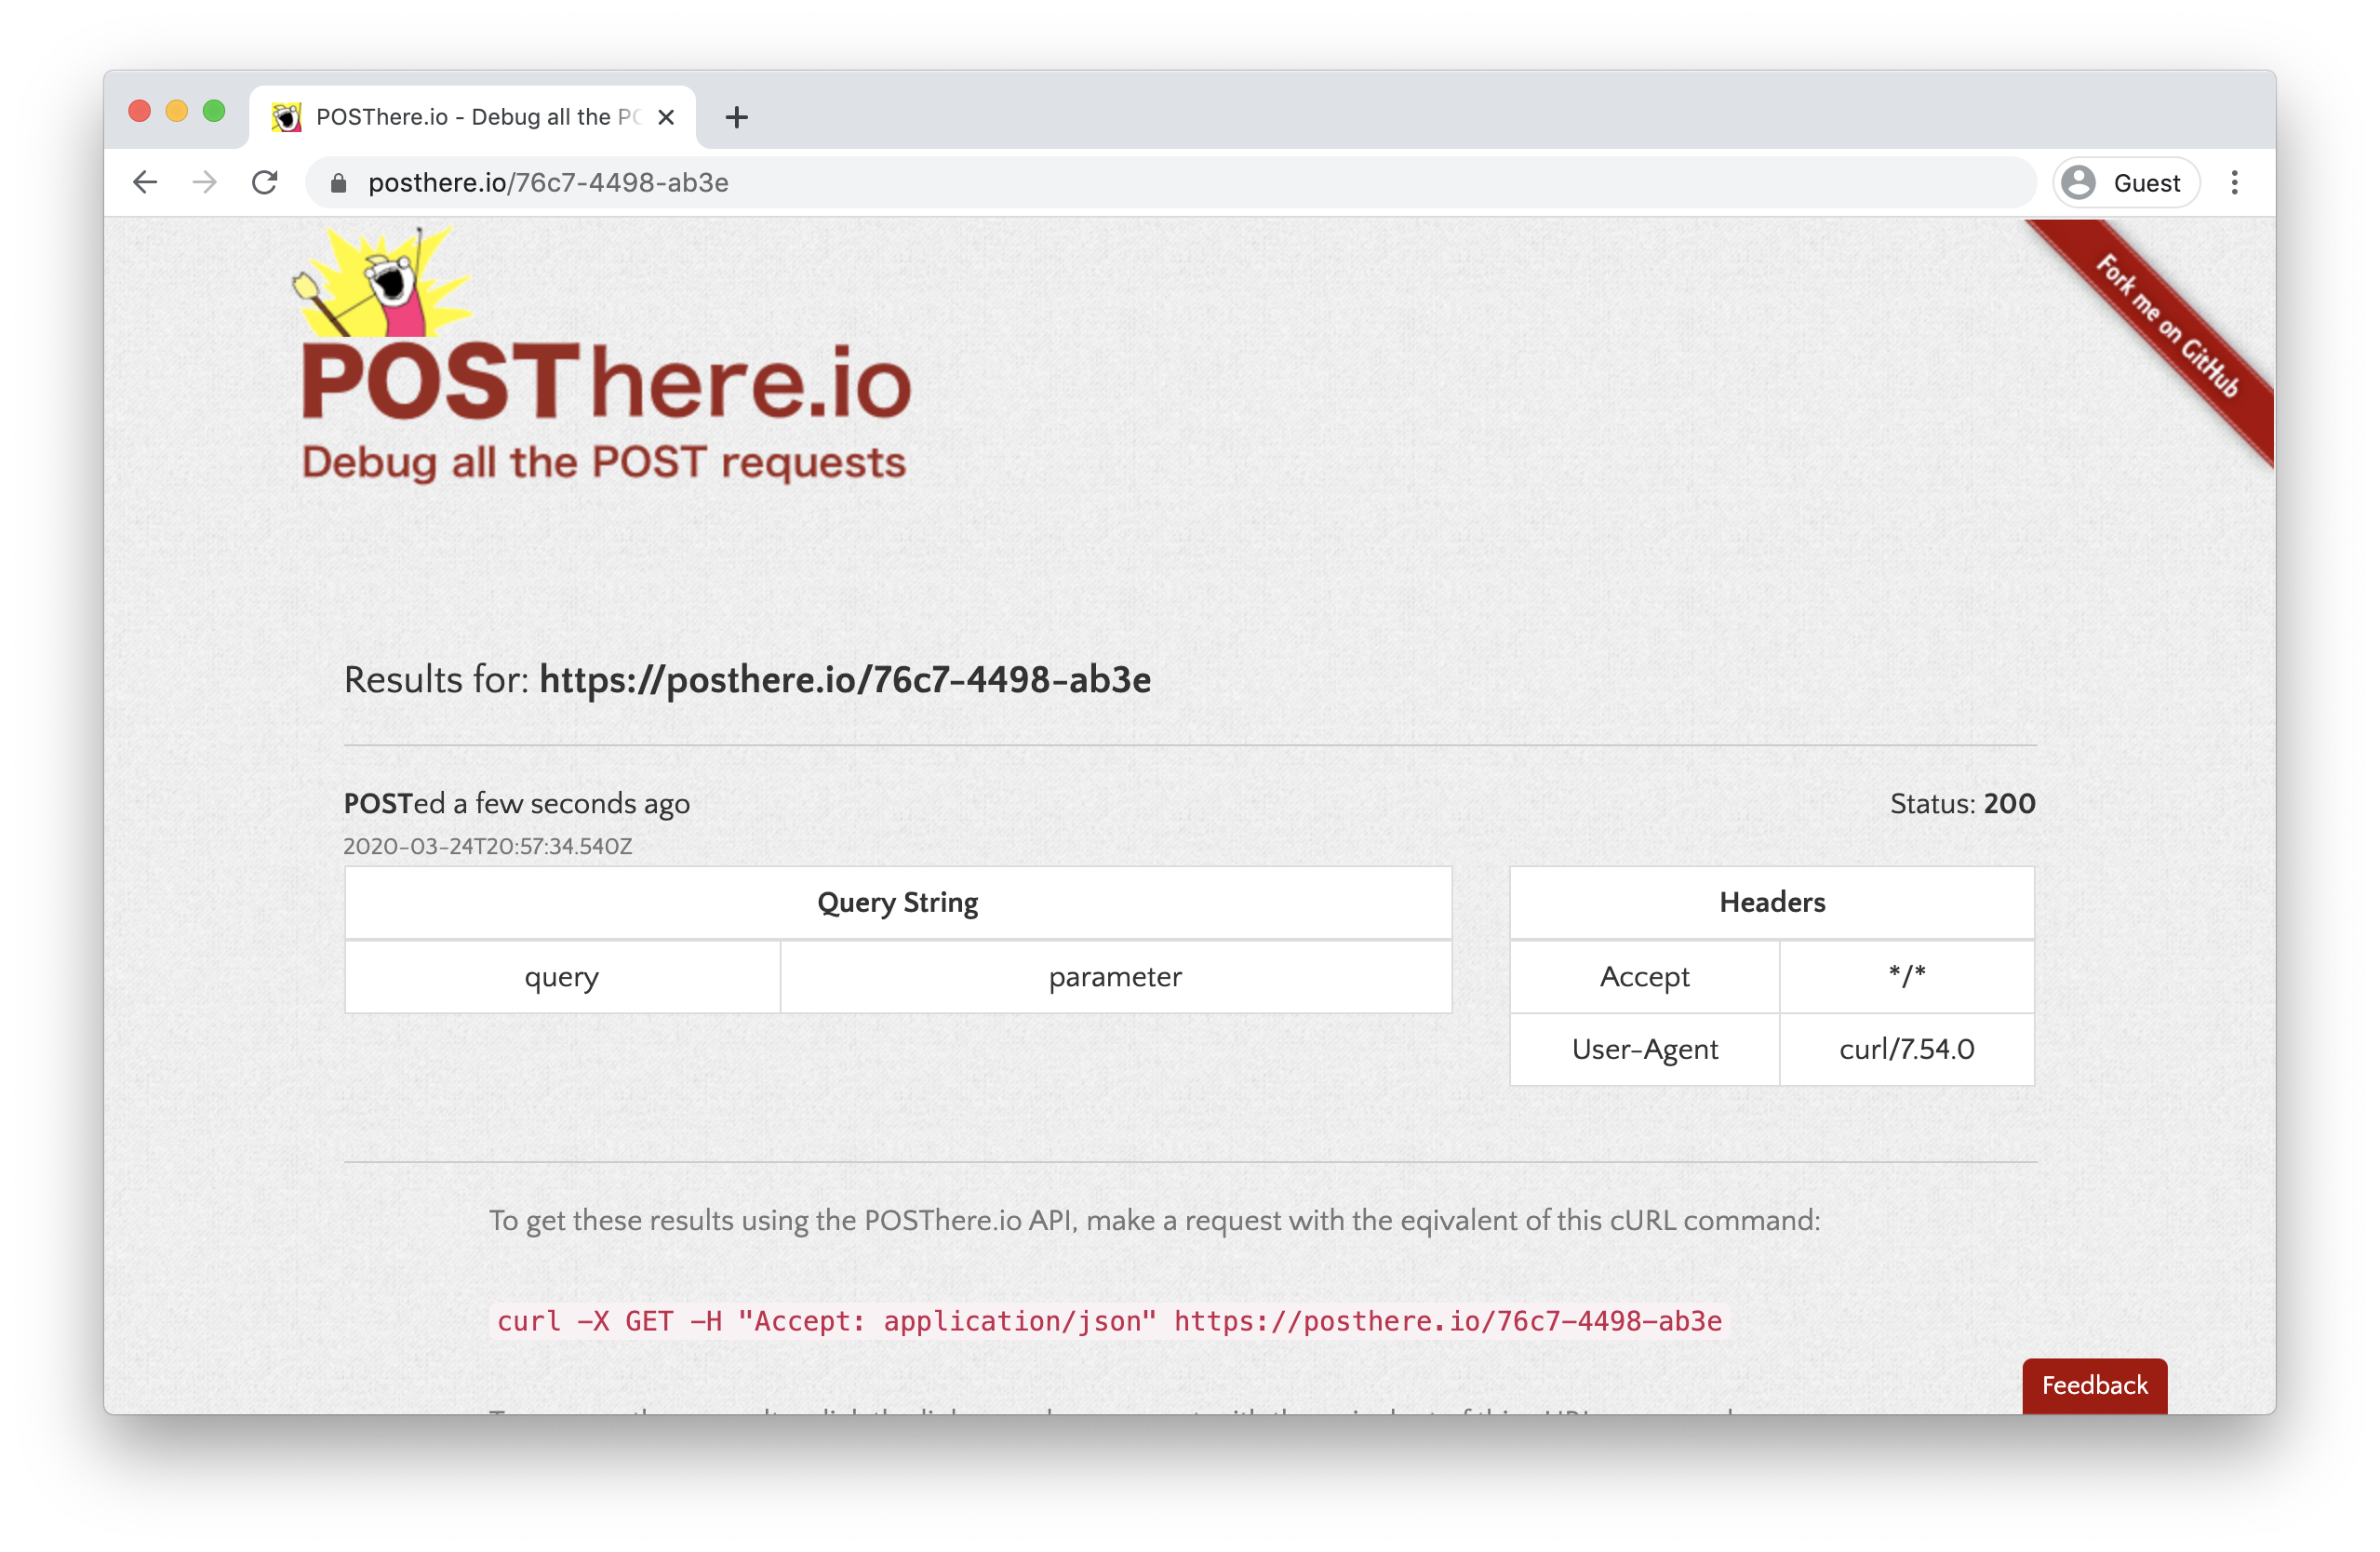 POSThere.io - Debug all the PO
posthere.io/76c7-4498-ab3e
Guest
Fork me on GitHub
POSThere.io
Debug all the POST requests
Results for: https://posthere.io/76c7-4498-ab3e
POSTed a few seconds ago
Status: 200
2020-03-24T20:57:34.540Z
Query String
Headers
query parameter
Accept */*
User-Agent curl/7.54.0
To get these results using the POSThere.io API, make a request with the eqivalent of this cURL command:
curl -X GET -H "Accept: application/json" https://posthere.io/76c7-4498-ab3e
Feedback